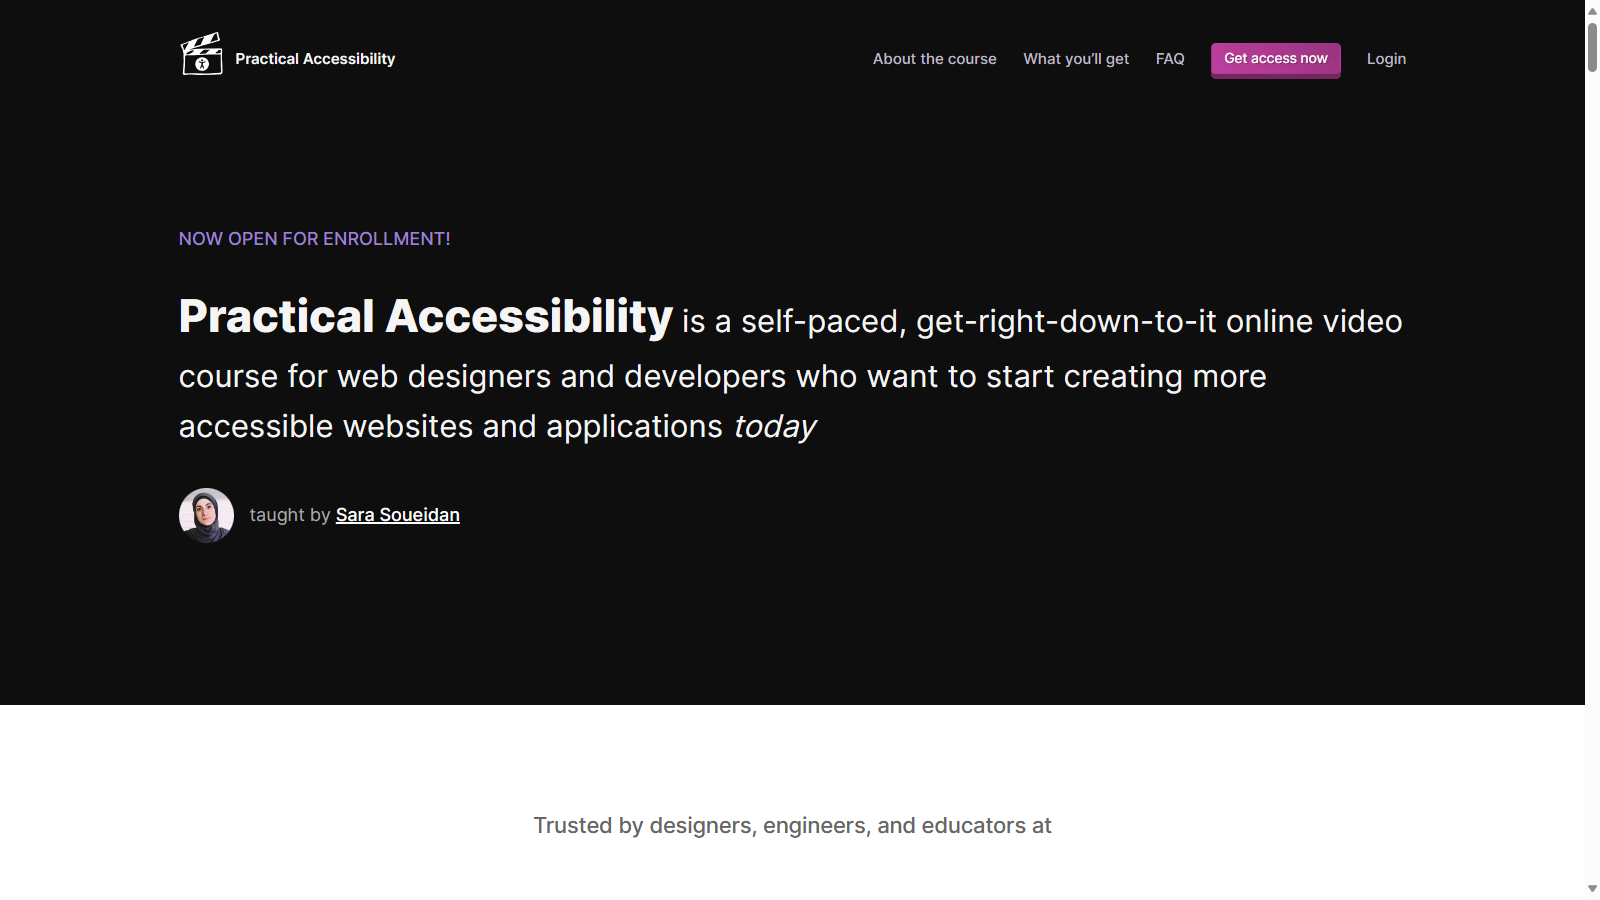 Practical Accessibility
About the course
What you'll get
FAQ
Get access now
Login
NOW OPEN FOR ENROLLMENT!
Practical Accessibility is a self-paced, get-right-down-to-it online video
course for web designers and developers who want to start creating more
accessible websites and applications today
taught by Sara Soueidan
Trusted by designers, engineers, and educators at